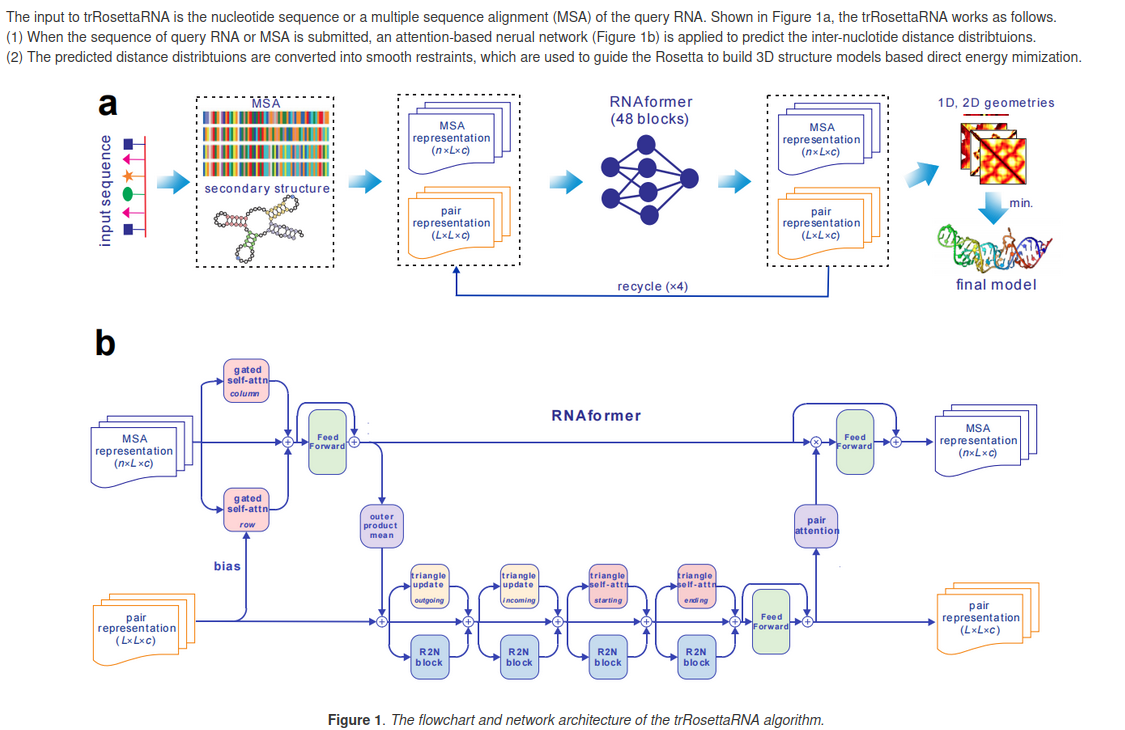 The input to trRosettaRNA is the nucleotide sequence or a multiple sequence alignment (MSA) of the query RNA. Shown in Figure 1a, the trRosettaRNA works as follows.
(1) When the sequence of query RNA or MSA is submitted, an attention-based nerual network (Figure 1b) is applied to predict the inter-nuclotide distance distribtuions.
(2) The predicted distance distribtuions are converted into smooth restraints, which are used to guide the Rosetta to build 3D structure models based direct energy mimization.
a
input sequence
MSA
secondary structure
MSA
representation
(n×L×c)
pair
representation
(L×L×c)
RNAformer
(48 blocks)
MSA
representation
(n×L×c)
pair
representation
(L×L×c)
recycle (×4)
1D, 2D geometries
min.
final model
b
MSA
representation
(n×L×c)
gated
self-attn
column
gated
self-attn
row
bias
pair
representation
(L×L×c)
Feed
Forward
outer
product
mean
RNAformer
triangle
update
outgoing
R2N
block
triangle
update
incoming
R2N
block
triangle
self-attn
starting
R2N
block
triangle
self-attn
ending
R2N
block
Feed
Forward
pair
attention
Feed
Forward
MSA
representation
(n×L×c)
pair
representation
(L×L×c)
Figure 1. The flowchart and network architecture of the trRosettaRNA algorithm.